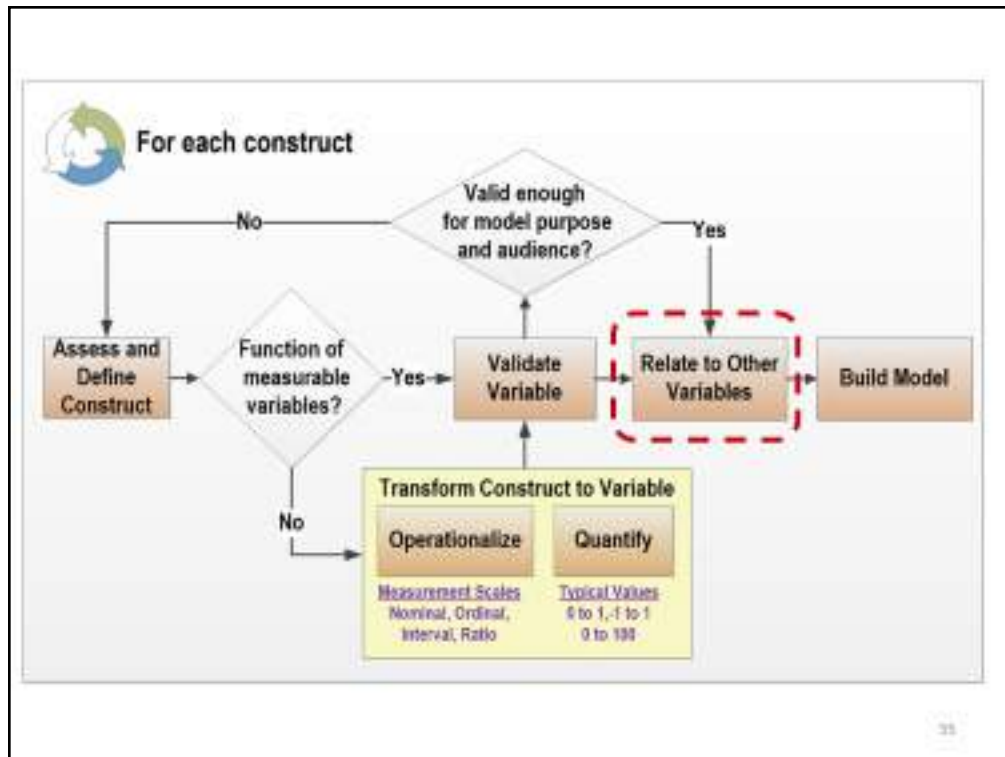 For each construct
Valid enough
for model purpose
and audience?
No
Yes
Assess and
Define
Construct
Function of
measurable
variables?
Yes
Validate
Variable
Relate to Other
Variables
Build Model
No
Transform Construct to Variable
Operationalize
Quantify
Measurement Scales
Nominal, Ordinal,
Interval, Ratio
Typical Values
0 to 1,-1 to 1
0 to 100